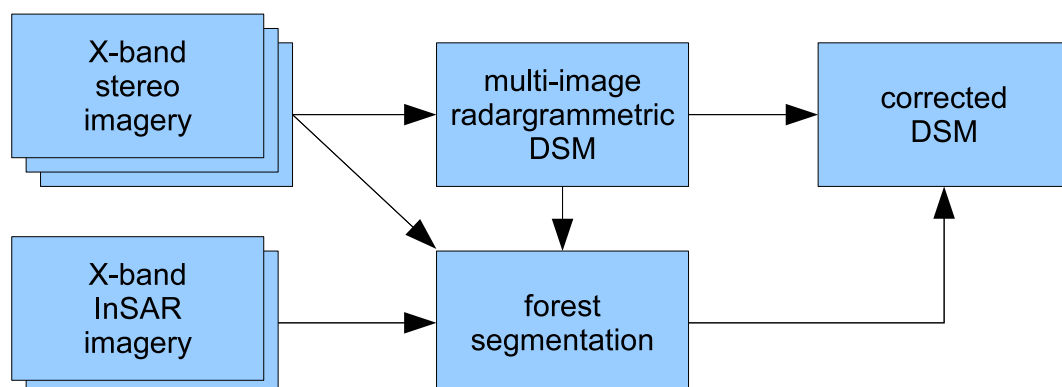 X-band
stereo
imagery
multi-image
radargrammetric
DSM
corrected
DSM
X-band
InSAR
imagery
forest
segmentation